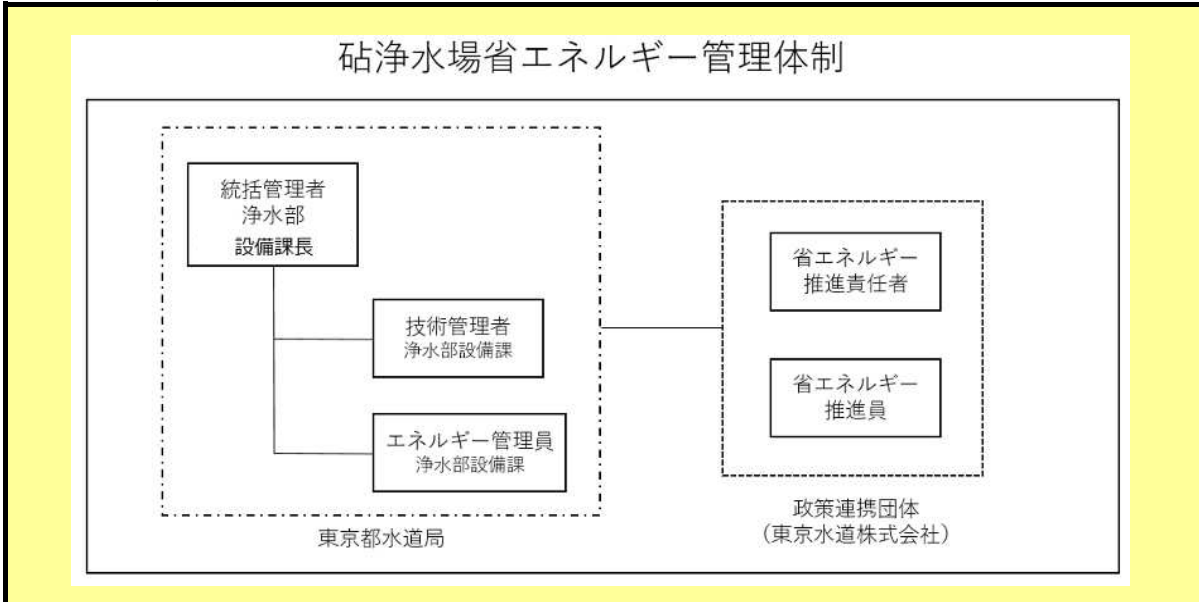 砧浄水場省エネルギー管理体制
統括管理者
浄水部
設備課長
技術管理者
浄水部設備課
エネルギー管理員
浄水部設備課
東京都水道局
省エネルギー
推進責任者
省エネルギー
推進員
政策連携団体
（東京水道株式会社）